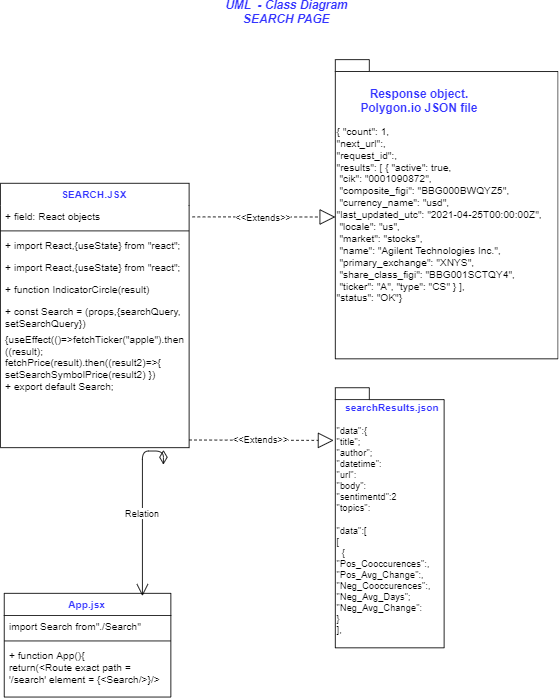 UML - Class Diagram
SEARCH PAGE
Response object.
Polygon.io JSON file
{ "count": 1,
"next_url":,
"request_id":,
"results": [ { "active": true,
"cik": "0001090872",
"composite_figi": "BBG000BWQYZ5",
"currency_name": "usd",
"last_updated_utc": "2021-04-25T00:00:00Z",
"locale": "us",
"market": "stocks",
"name": "Agilent Technologies Inc.",
"primary_exchange": "XNYS",
"share_class_figi": "BBG001SCTQY4",
"ticker": "A", "type": "CS" } ],
"status": "OK"}
SEARCH.JSX
+ field: React objects
+ import React,{useState} from "react";
+ import React,{useState} from "react";
+ function IndicatorCircle(result)
+ const Search = (props,{searchQuery,
setSearchQuery})
{useEffect(()=>fetchTicker("apple").then
((result);
fetchPrice(result).then((result2)=>{
setSearchSymbolPrice(result2) })
+ export default Search;
<<Extends>>
<<Extends>>
searchResults.json
"data":{
"title";
"author";
"datetime":
"url":
"body":
"sentimentd":2
"topics":
"data":[
[
{
"Pos_Cooccurences":,
"Pos_Avg_Change":,
"Neg_Cooccurences":,
"Neg_Avg_Days";
"Neg_Avg_Change":
}
],
Relation
App.jsx
import Search from"./Search"
+ function App(){
return(<Route exact path =
'/search' element = {<Search/>}/>